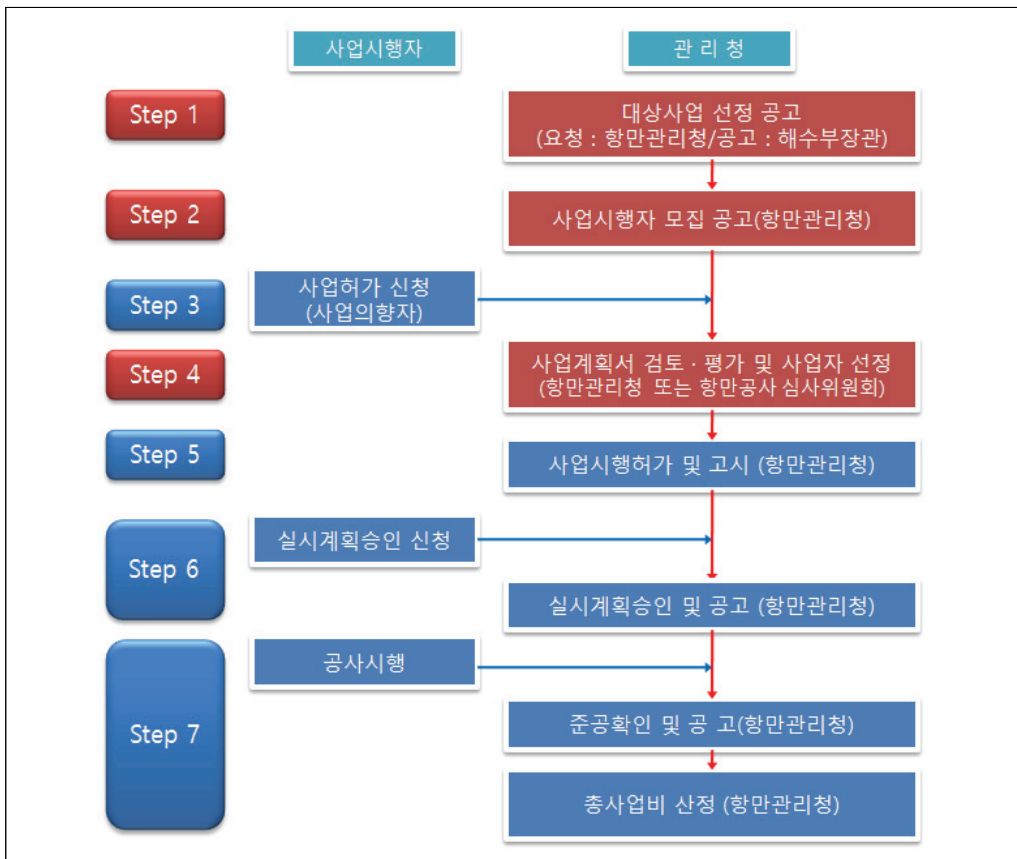 사업시행자
관 리 청
Step 1
대상사업 선정 공고
(요청 : 항만관리청/공고 : 해수부장관)
Step 2
사업시행자 모집 공고(항만관리청)
Step 3
사업허가 신청
(사업의향자)
Step 4
사업계획서 검토 · 평가 및 사업자 선정
(항만관리청 또는 항만공사 심사위원회)
Step 5
사업시행허가 및 고시 (항만관리청)
Step 6
실시계획승인 신청
실시계획승인 및 공고 (항만관리청)
Step 7
공사시행
준공확인 및 공 고(항만관리청)
총사업비 산정 (항만관리청)